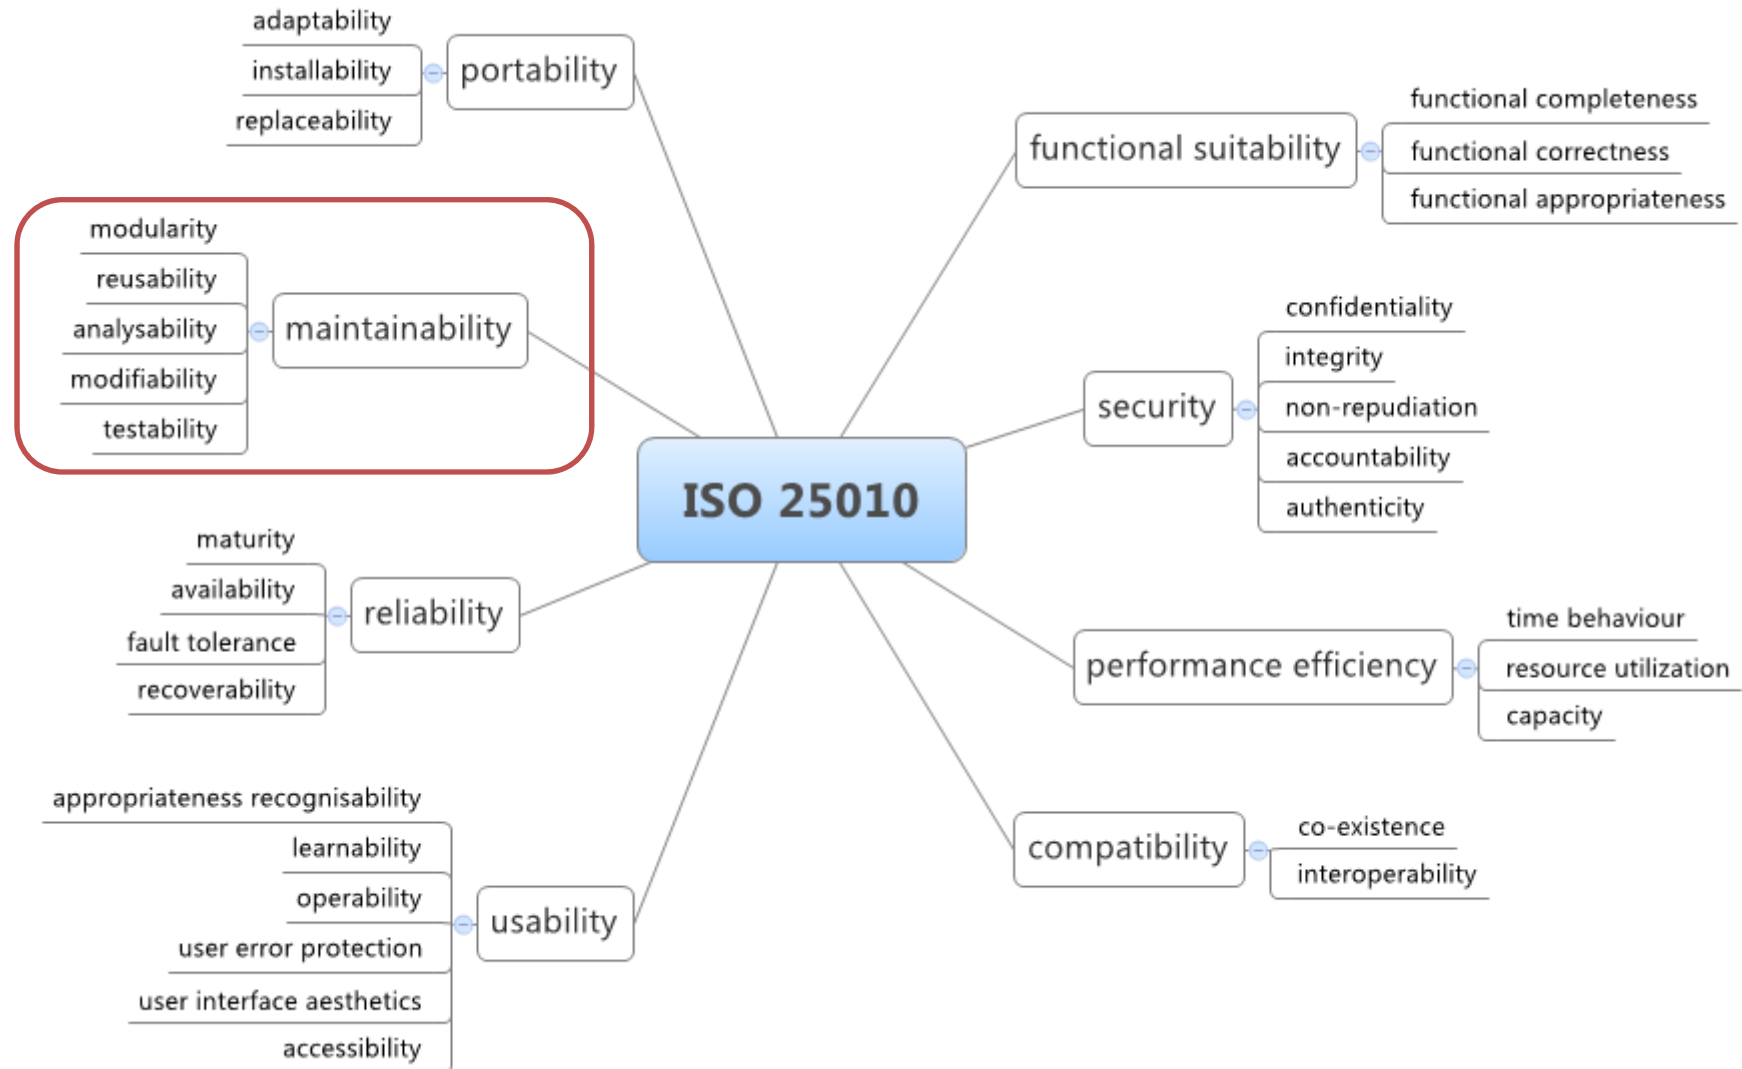 adaptability
installability
replaceability
portability
modularity
reusability
analysability
modifiability
testability
maintainability
maturity
availability
fault tolerance
recoverability
reliability
appropriateness recognisability
learnability
operability
user error protection
user interface aesthetics
accessibility
usability
ISO 25010
functional suitability
functional completeness
functional correctness
functional appropriateness
security
confidentiality
integrity
non-repudiation
accountability
authenticity
performance efficiency
time behaviour
resource utilization
capacity
compatibility
co-existence
interoperability